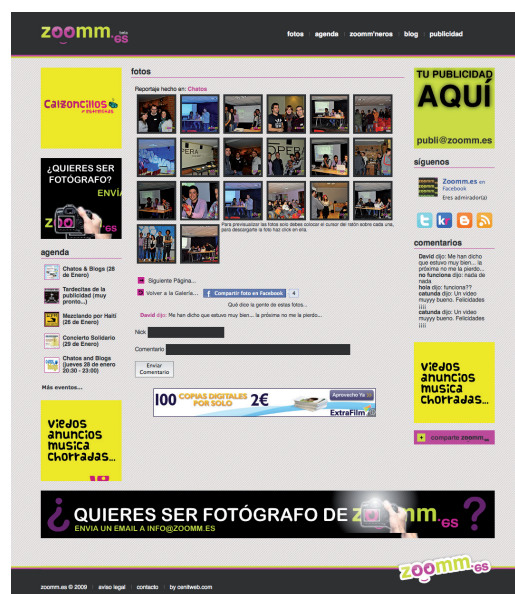 zoomm.es
beta
fotos | agenda | zoomm'neros | blog | publicidad
Calzoncillos
¿QUIERES SER
FOTÓGRAFO?
ENVÍA
agenda
Chatos & Blogs (28
de Enero)
Tardecitas de la
publicidad (muy
pronto...)
Mezclando por Haití
(26 de Enero)
Concierto Solidario
(29 de Enero)
Chatos and Blogs
(jueves 28 de enero
20:30 - 23:00)
Más eventos...
viedos
anuncios
musica
chorradas...
fotos
Reportaje hecho en: Chatos
Para previsualizar las fotos solo debes colocar el cursor del ratón sobre cada una,
para descargarte la foto haz click en ella.
Siguiente Página...
Volver a la Galería...
Compartir foto en Facebook
4
Qué dice la gente de estas fotos...
David dijo: Me han dicho que estuvo muy bien... la próxima no me la pierdo...
Nick
Comentario
Enviar
Comentario
100 COPIAS DIGITALES
POR SOLO 2€
Aprovecho Ya
ExtraFilm
TU PUBLICIDAD
AQUÍ
publi@zoomm.es
síguenos
Zoomm.es en
Facebook
Eres admirador(a)
comentarios
David dijo: Me han dicho
que estuvo muy bien... la
próxima no me la pierdo...
no funciona dijo: nada de
nada
hola dijo: funciona??
catunda dijo: Un video
muyyy bueno. Felicidades
¡¡¡¡
catunda dijo: Un video
muyyy bueno. Felicidades
¡¡¡¡
viedos
anuncios
musica
chorradas...
+ comparte zoomm
¿QUIERES SER FOTÓGRAFO DE zoomm.es?
ENVIA UN EMAIL A INFO@ZOOMM.ES
zoomm.es
zoomm.es © 2009 | aviso legal | contacto | by cenitweb.com